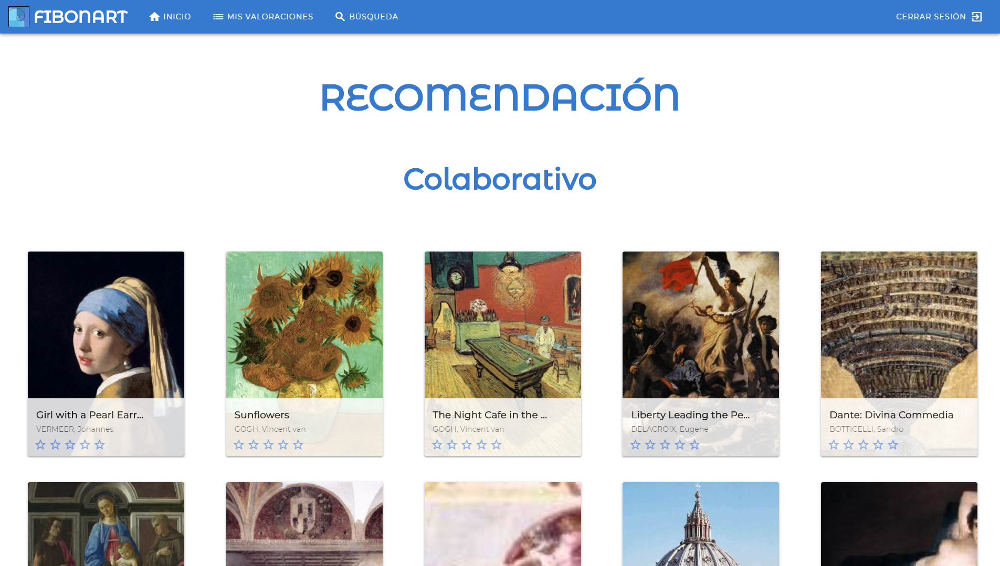 FIBONART
INICIO
MIS VALORACIONES
BÚSQUEDA
CERRAR SESIÓN
RECOMENDACIÓN
Colaborativo
Girl with a Pearl Earr...
VERMEER, Johannes
Sunflowers
GOGH, Vincent van
The Night Cafe in the ...
GOGH, Vincent van
Liberty Leading the Pe...
DELACROIX, Eugene
Dante: Divina Commedia
BOTTICELLI, Sandro